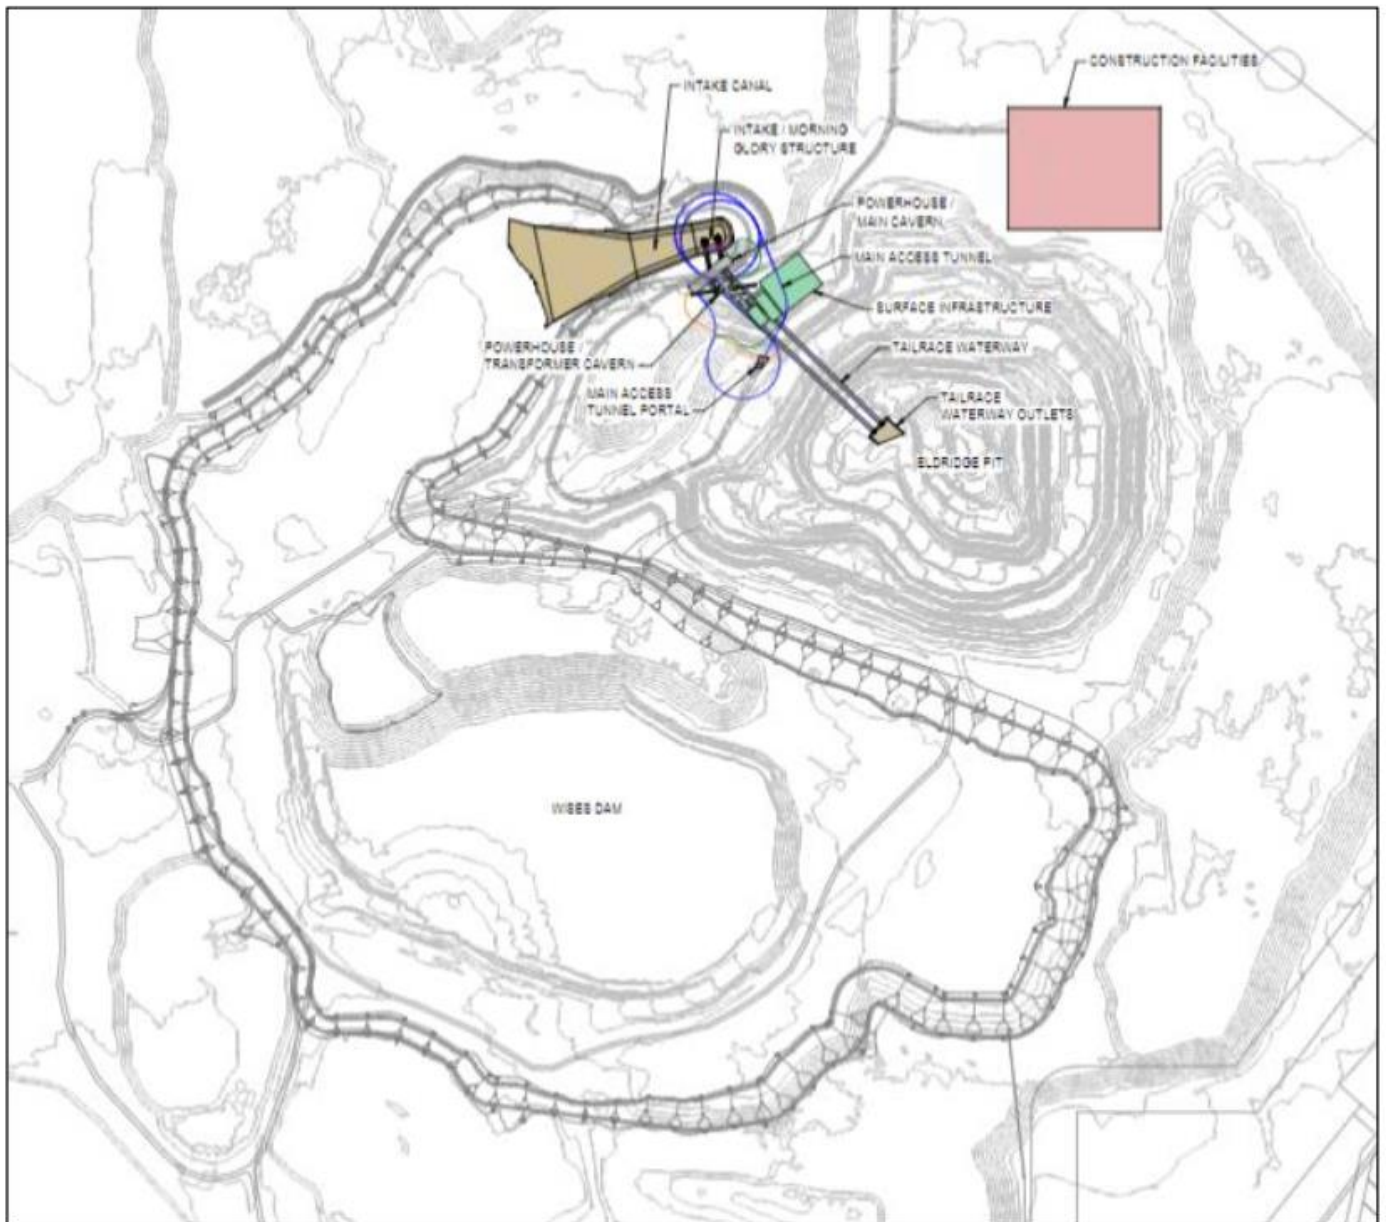 CONSTRUCTION FACILITIES
INTAKE CANAL
INTAKE / MORNING
GLORY STRUCTURE
POWERHOUSE /
MAIN CAVERN
MAIN ACCESS TUNNEL
SURFACE INFRASTRUCTURE
TAILRACE WATERWAY
POWERHOUSE /
TRANSFORMER CAVERN
MAIN ACCESS
TUNNEL PORTAL
TAILRACE
WATERWAY OUTLETS
ELDRIDGE PIT
WISES DAM